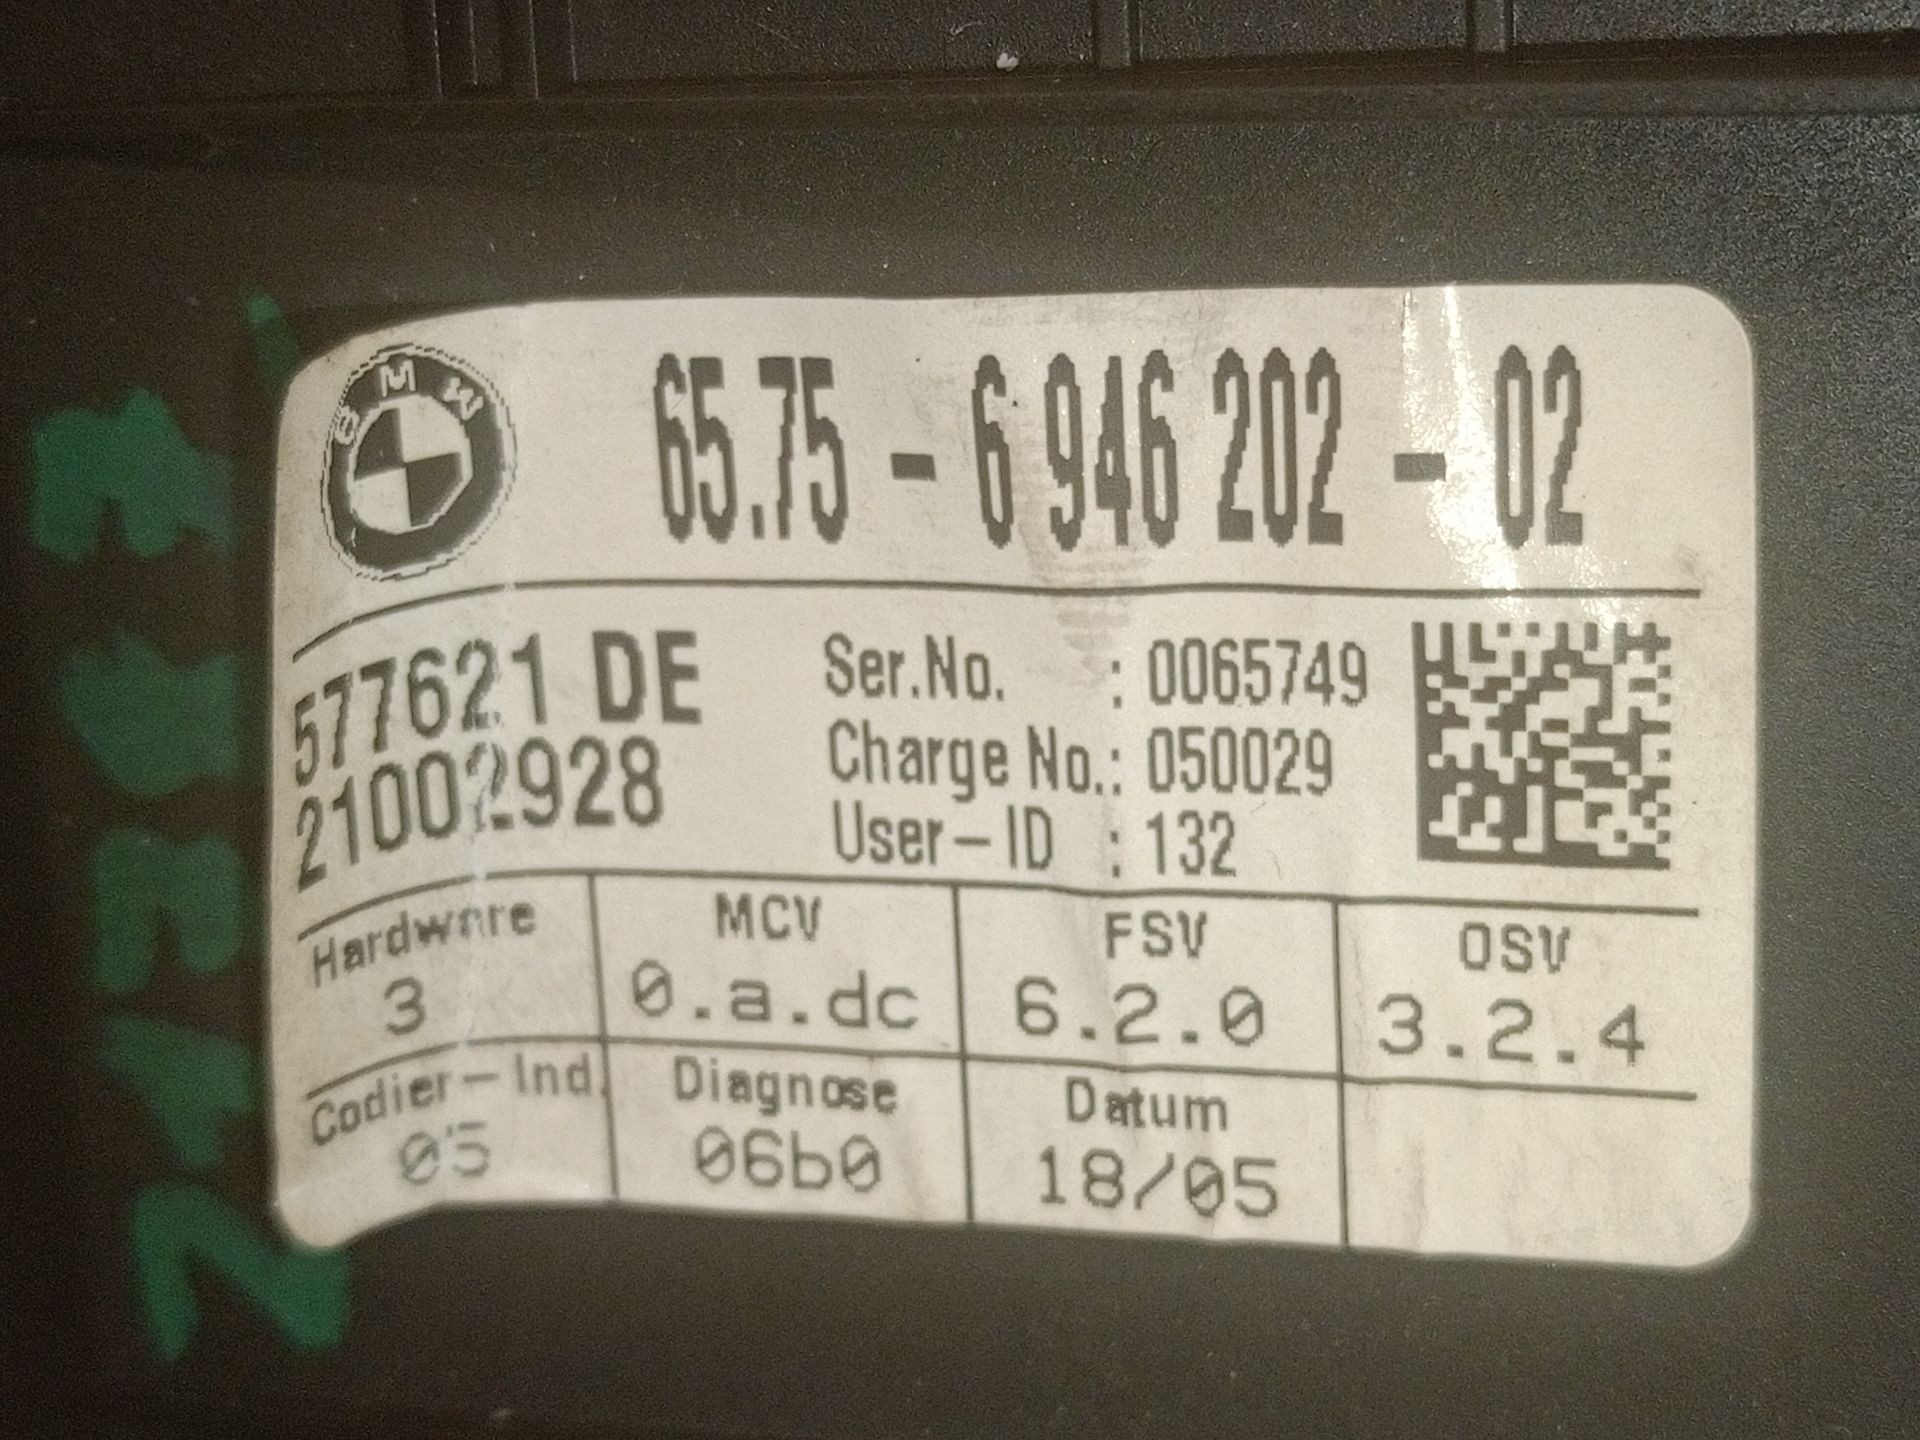 BMW
65.75 - 6 946 202 - 02
577621 DE
21002928
Ser.No. : 0065749
Charge No.: 050029
User-ID : 132
Hardware MCV FSV OSV
3 0.a.dc 6.2.0 3.2.4
Codier-Ind. Diagnose Datum
05 06b0 18/05